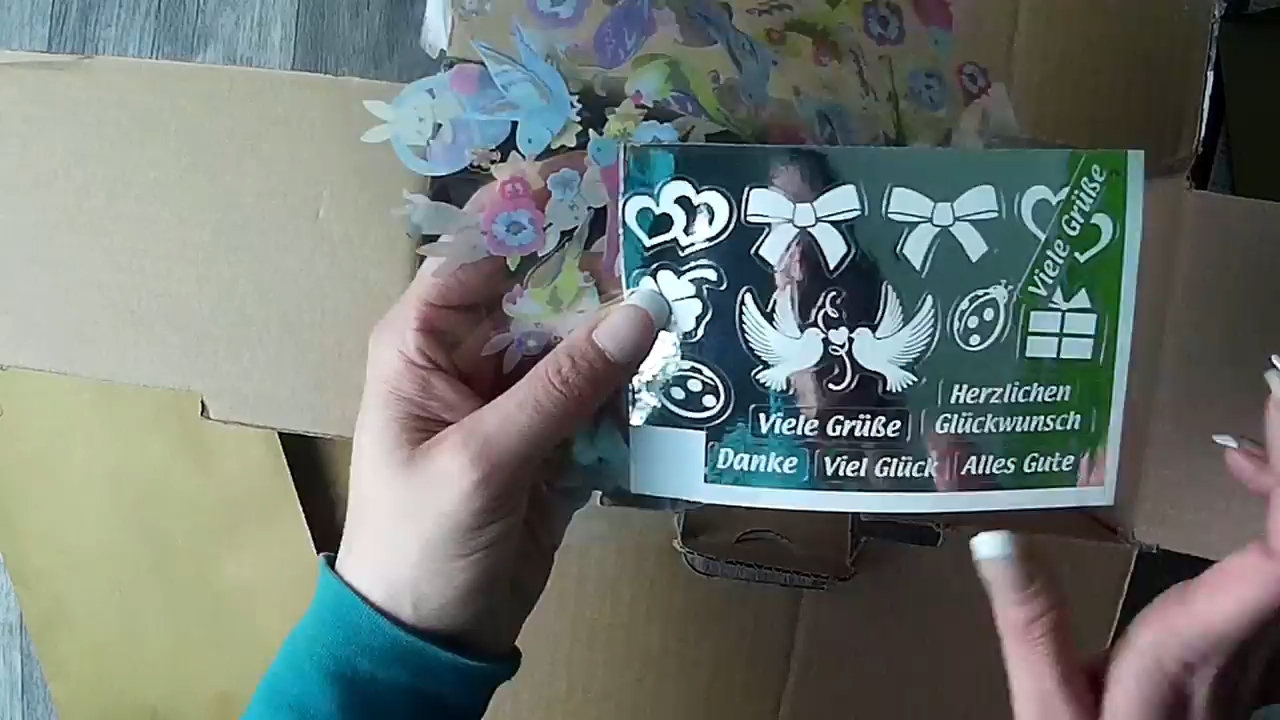 Viele Grüße
Herzlichen
Glückwunsch
Viele Grüße
Danke
Viel Glück
Alles Gute